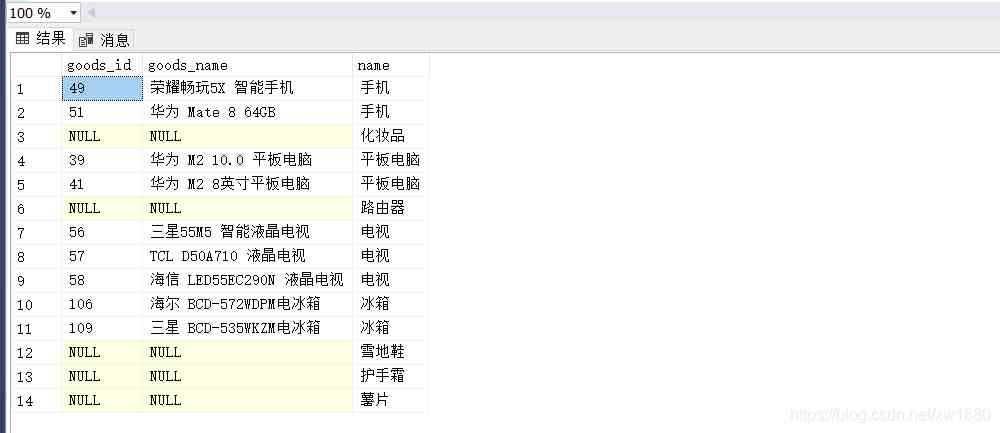 100 %
结果 消息
goods_id goods_name name
1 49 荣耀畅玩5X 智能手机 手机
2 51 华为 Mate 8 64GB 手机
3 NULL NULL 化妆品
4 39 华为 M2 10.0 平板电脑 平板电脑
5 41 华为 M2 8英寸平板电脑 平板电脑
6 NULL NULL 路由器
7 56 三星55M5 智能液晶电视 电视
8 57 TCL D50A710 液晶电视 电视
9 58 海信 LED55EC290N 液晶电视 电视
10 106 海尔 BCD-572WDPM电冰箱 冰箱
11 109 三星 BCD-535WKZM电冰箱 冰箱
12 NULL NULL 雪地鞋
13 NULL NULL 护手霜
14 NULL NULL 薯片
https://blog.csdn.net/xw1680